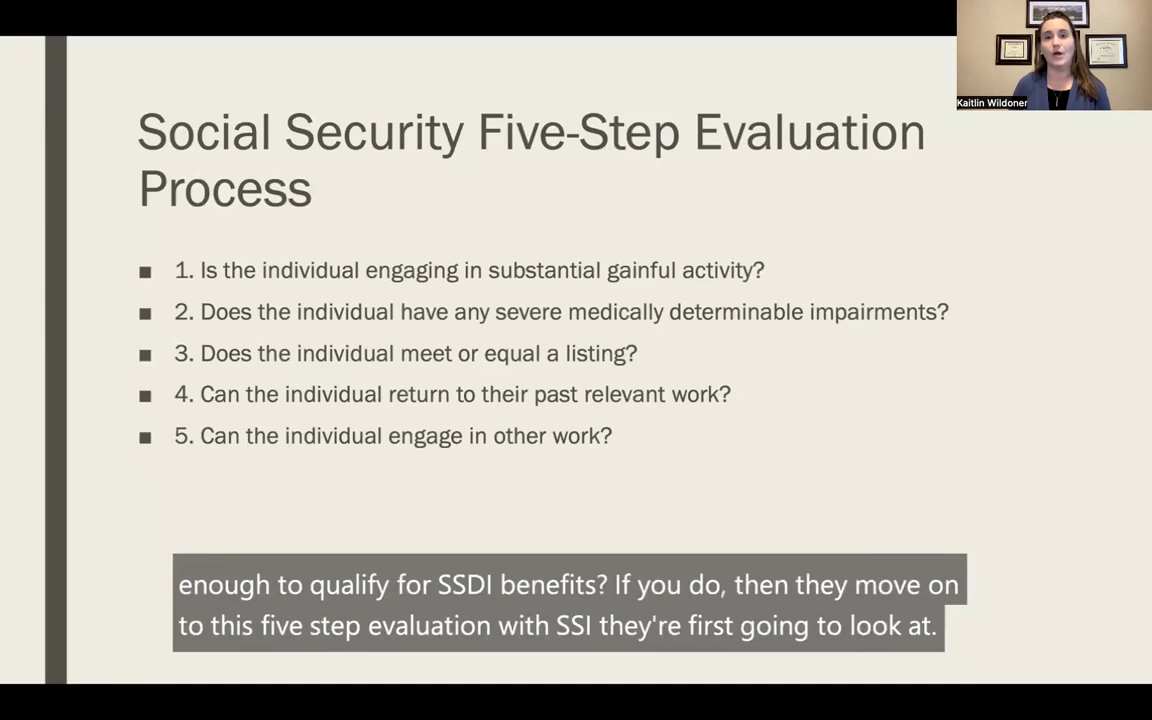 Kaitlin Wildoner
Social Security Five-Step Evaluation
Process
■ 1. Is the individual engaging in substantial gainful activity?
■ 2. Does the individual have any severe medically determinable impairments?
■ 3. Does the individual meet or equal a listing?
■ 4. Can the individual return to their past relevant work?
■ 5. Can the individual engage in other work?
enough to qualify for SSDI benefits? If you do, then they move on
to this five step evaluation with SSI they're first going to look at.